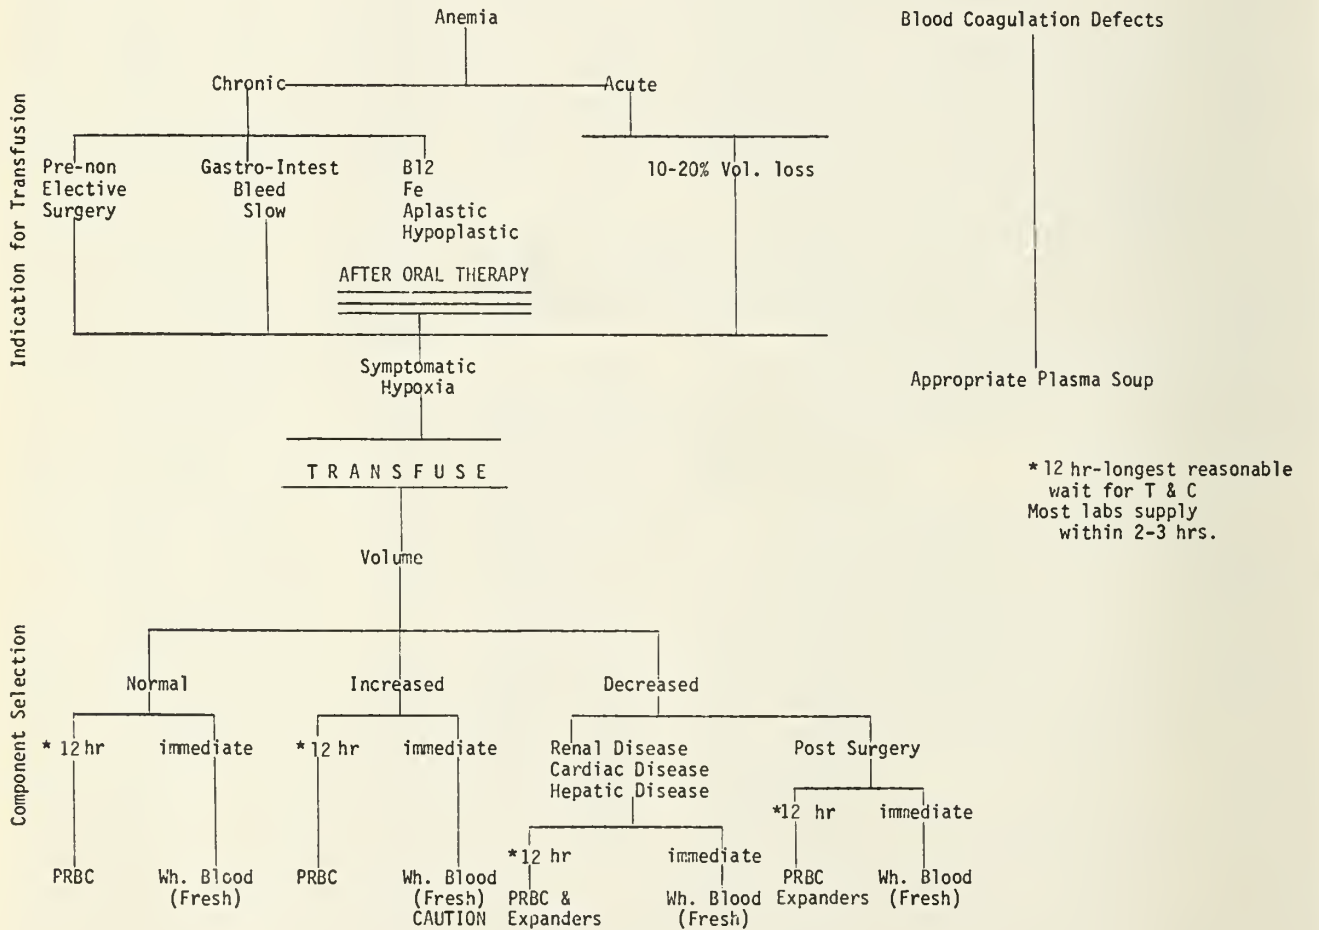 Anemia
Blood Coagulation Defects
Chronic
Acute
Indication for Transfusion
Pre-non
Elective
Surgery
Gastro-Intest
Bleed
Slow
B12
Fe
Aplastic
Hypoplastic
10-20% Vol. loss
AFTER ORAL THERAPY
Symptomatic
Hypoxia
Appropriate Plasma Soup
T R A N S F U S E
* 12 hr-longest reasonable
wait for T & C
Most labs supply
within 2-3 hrs.
Volume
Component Selection
Normal
Increased
Decreased
* 12 hr
immediate
* 12 hr
immediate
Renal Disease
Cardiac Disease
Hepatic Disease
Post Surgery
*12 hr
immediate
*12 hr
immediate
PRBC
Wh. Blood
(Fresh)
PRBC
Wh. Blood
(Fresh)
CAUTION
PRBC &
Expanders
Wh. Blood
(Fresh)
PRBC
Expanders
Wh. Blood
(Fresh)